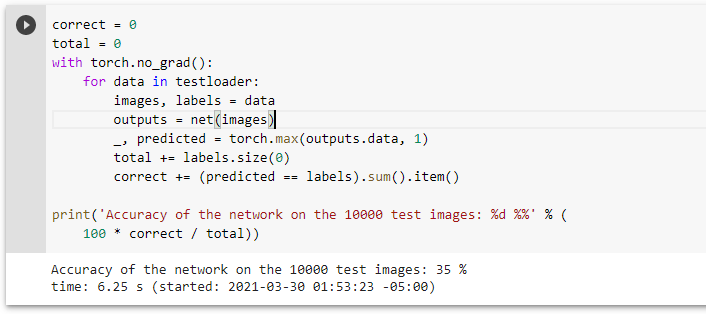 correct = 0
total = 0
with torch.no_grad():
    for data in testloader:
        images, labels = data
        outputs = net(images)
        _, predicted = torch.max(outputs.data, 1)
        total += labels.size(0)
        correct += (predicted == labels).sum().item()

print('Accuracy of the network on the 10000 test images: %d %%' % (
    100 * correct / total))
Accuracy of the network on the 10000 test images: 35 %
time: 6.25 s (started: 2021-03-30 01:53:23 -05:00)